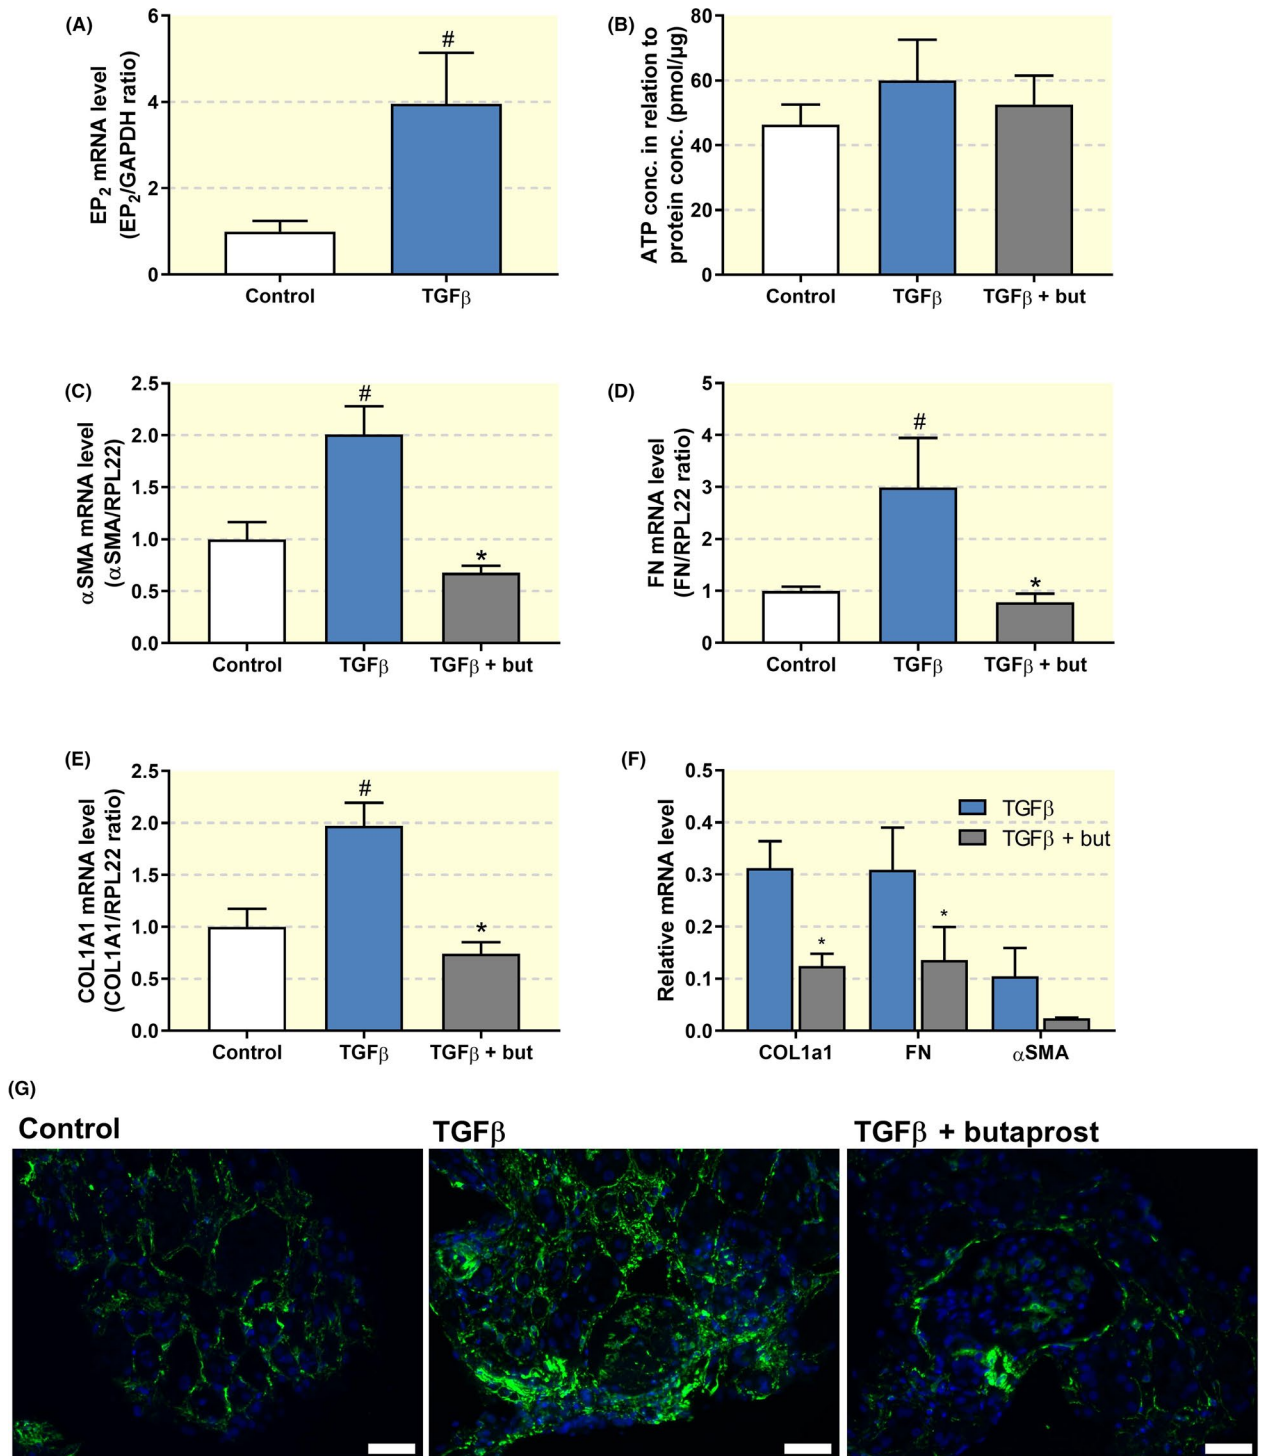 (A)
EP2 mRNA level
(EP2/GAPDH ratio)
6
4
2
0
#
Control
TGFβ
(B)
ATP conc. in relation to
protein conc. (pmol/µg)
80
60
40
20
0
Control
TGFβ
TGFβ + but
(C)
αSMA mRNA level
(αSMA/RPL22)
2.5
2.0
1.5
1.0
0.5
0.0
#
*
Control
TGFβ
TGFβ + but
(D)
FN mRNA level
(FN/RPL22 ratio)
5
4
3
2
1
0
#
*
Control
TGFβ
TGFβ + but
(E)
COL1A1 mRNA level
(COL1A1/RPL22 ratio)
2.5
2.0
1.5
1.0
0.5
0.0
#
*
Control
TGFβ
TGFβ + but
(F)
Relative mRNA level
0.5
0.4
0.3
0.2
0.1
0.0
TGFβ
TGFβ + but
*
*
COL1a1
FN
αSMA
(G)
Control
TGFβ
TGFβ + butaprost